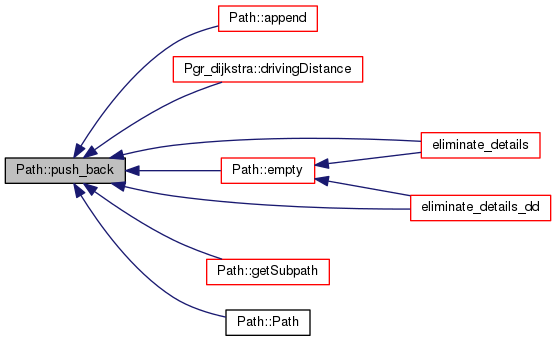 Path::append
Pgr_dijkstra::drivingDistance
eliminate_details
Path::push_back
Path::empty
eliminate_details_dd
Path::getSubpath
Path::Path